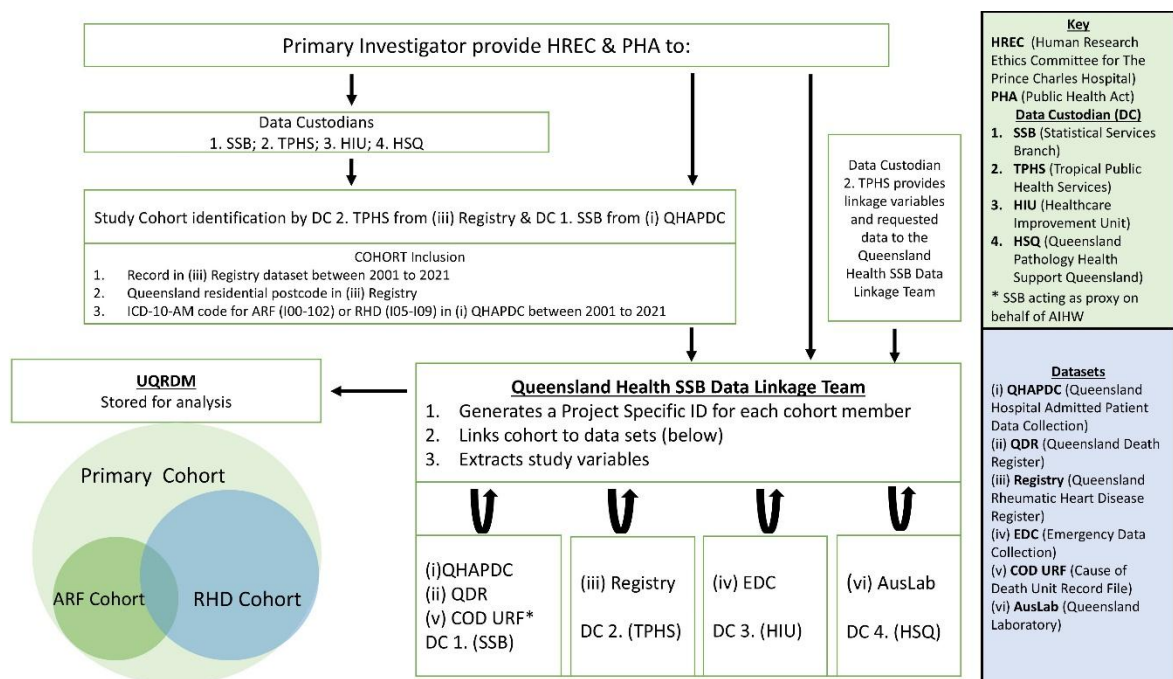 Primary Investigator provide HREC & PHA to:
Data Custodians
1. SSB; 2. TPHS; 3. HIU; 4. HSQ
Study Cohort identification by DC 2. TPHS from (iii) Registry & DC 1. SSB from (i) QHAPDC
COHORT Inclusion
1. Record in (iii) Registry dataset between 2001 to 2021
2. Queensland residential postcode in (iii) Registry
3. ICD-10-AM code for ARF (I00-102) or RHD (I05-I09) in (i) QHAPDC between 2001 to 2021
Data Custodian
2. TPHS provides
linkage variables
and requested
data to the
Queensland
Health SSB Data
Linkage Team
Queensland Health SSB Data Linkage Team
1. Generates a Project Specific ID for each cohort member
2. Links cohort to data sets (below)
3. Extracts study variables
UQRDM
Stored for analysis
Primary Cohort
ARF Cohort
RHD Cohort
(i)QHAPDC
(ii) QDR
(v) COD URF*
DC 1. (SSB)
(iii) Registry
DC 2. (TPHS)
(iv) EDC
DC 3. (HIU)
(vi) AusLab
DC 4. (HSQ)
Key
HREC (Human Research
Ethics Committee for The
Prince Charles Hospital)
PHA (Public Health Act)
Data Custodian (DC)
1. SSB (Statistical Services
Branch)
2. TPHS (Tropical Public
Health Services)
3. HIU (Healthcare
Improvement Unit)
4. HSQ (Queensland
Pathology Health
Support Queensland)
* SSB acting as proxy on
behalf of AIHW
Datasets
(i) QHAPDC (Queensland
Hospital Admitted Patient
Data Collection)
(ii) QDR (Queensland Death
Register)
(iii) Registry (Queensland
Rheumatic Heart Disease
Register)
(iv) EDC (Emergency Data
Collection)
(v) COD URF (Cause of
Death Unit Record File)
(vi) AusLab (Queensland
Laboratory)